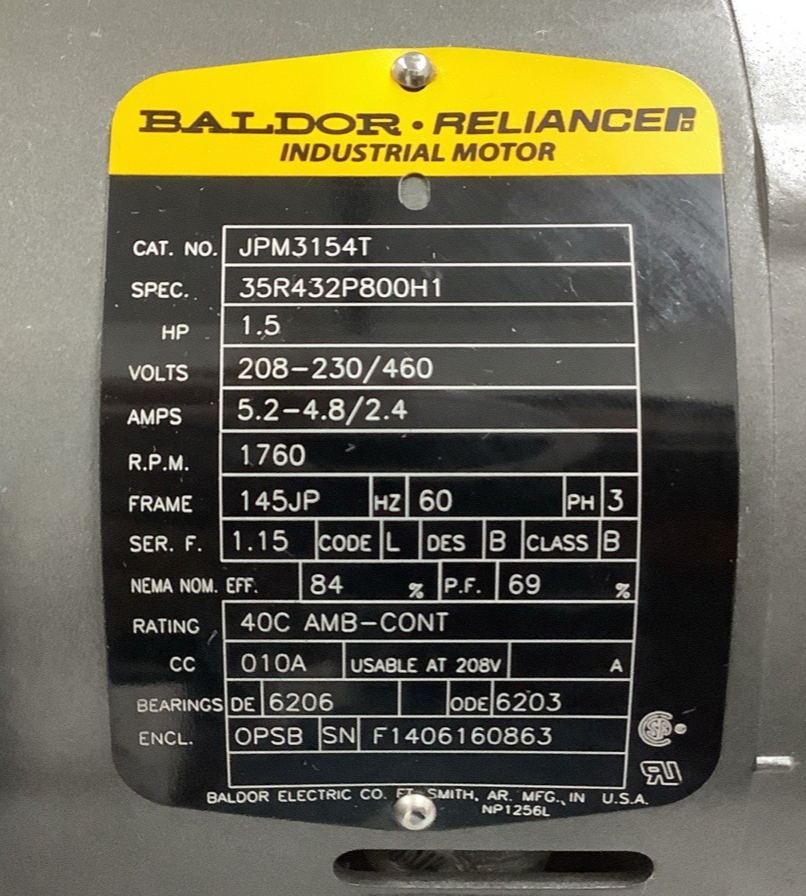 BALDOR • RELIANCE
INDUSTRIAL MOTOR
CAT. NO. JPM3154T
SPEC. 35R432P800H1
HP 1.5
VOLTS 208-230/460
AMPS 5.2-4.8/2.4
R.P.M. 1760
FRAME 145JP HZ 60 PH 3
SER. F. 1.15 CODE L DES B CLASS B
NEMA NOM. EFF. 84 % P.F. 69 %
RATING 40C AMB-CONT
CC 010A USABLE AT 208V A
BEARINGS DE 6206 ODE 6203
ENCL. OPSB SN F1406160863
BALDOR ELECTRIC CO. FT. SMITH, AR. MFG., IN U.S.A.
NP1256L